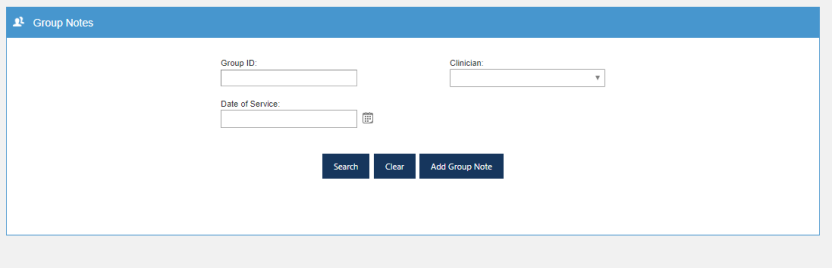 Group Notes
Group ID:
Clinician:
Date of Service:
Search
Clear
Add Group Note